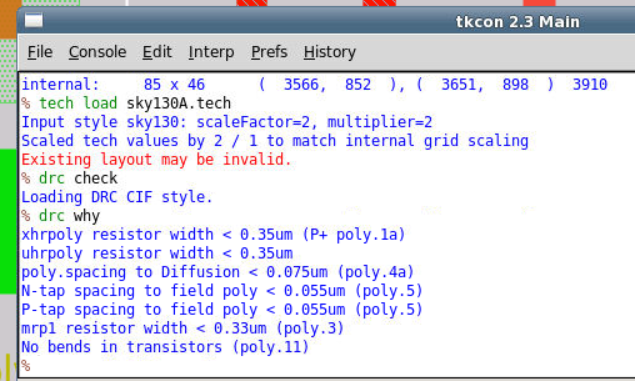 tkcon 2.3 Main
File Console Edit Interp Prefs History
internal: 85 x 46 ( 3566, 852 ), ( 3651, 898 ) 3910
% tech load sky130A.tech
Input style sky130: scaleFactor=2, multiplier=2
Scaled tech values by 2 / 1 to match internal grid scaling
Existing layout may be invalid.
% drc check
Loading DRC CIF style.
% drc why
xhrpoly resistor width < 0.35um (P+ poly.1a)
uhrpoly resistor width < 0.35um
poly.spacing to Diffusion < 0.075um (poly.4a)
N-tap spacing to field poly < 0.055um (poly.5)
P-tap spacing to field poly < 0.055um (poly.5)
mrp1 resistor width < 0.33um (poly.3)
No bends in transistors (poly.11)
%